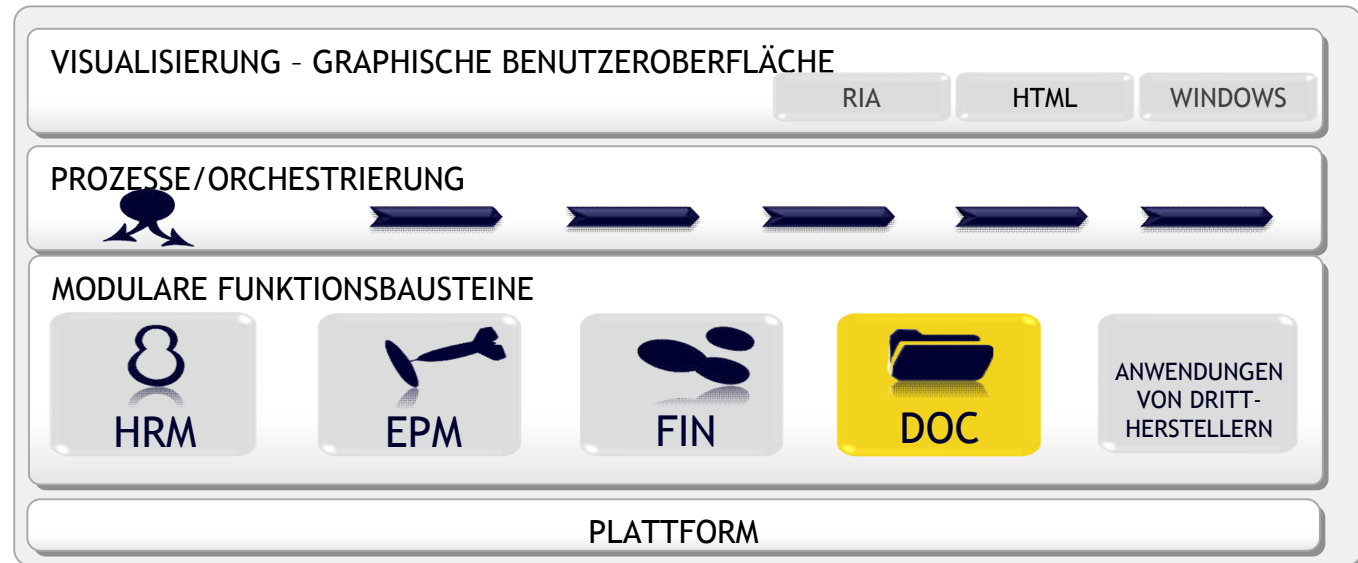 VISUALISIERUNG – GRAPHISCHE BENUTZEROBERFLÄCHE
RIA
HTML
WINDOWS
PROZESSE/ORCHESTRIERUNG
MODULARE FUNKTIONSBAUSTEINE
HRM
EPM
FIN
DOC
ANWENDUNGEN
VON DRITT-
HERSTELLERN
PLATTFORM